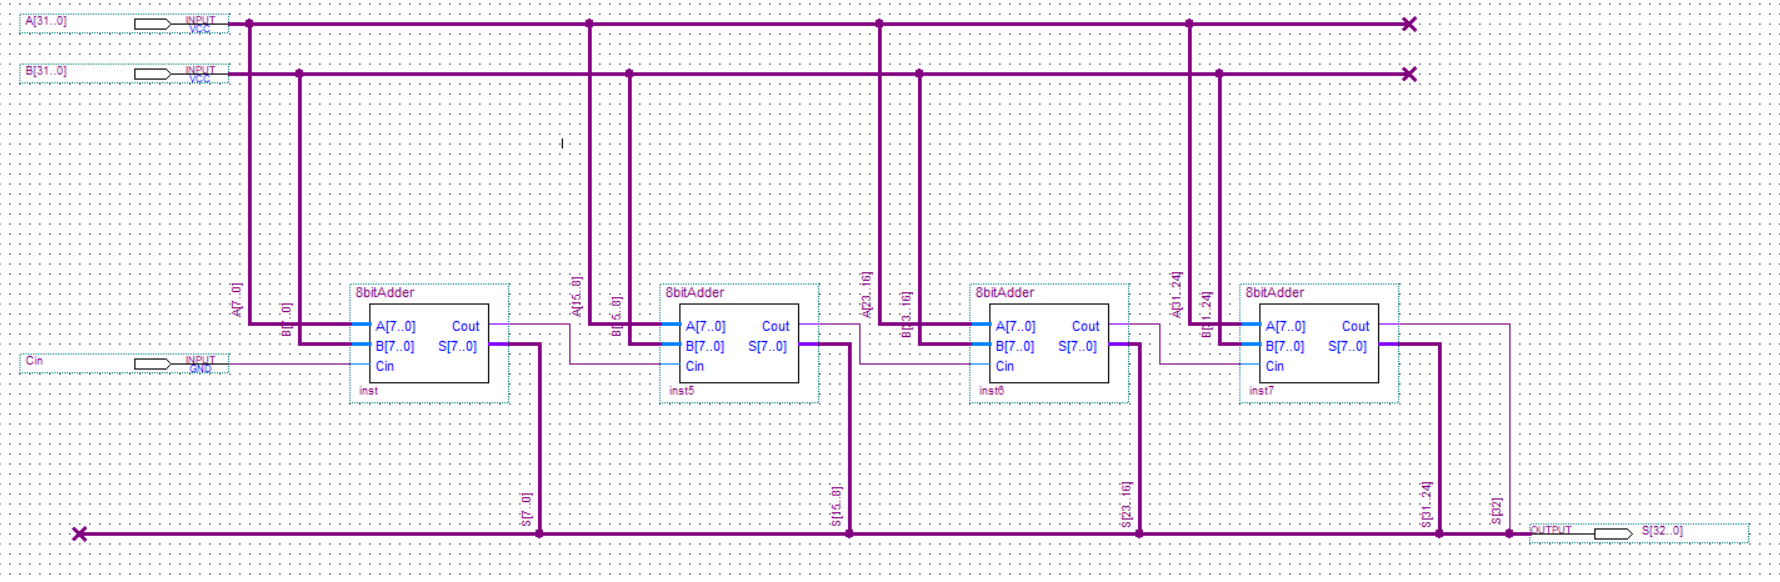 A[31..0]
INPUT
VCC
B[31..0]
INPUT
VCC
A[7..0]
A[15..8]
B[15..8]
A[23..16]
B[23..16]
A[31..24]
B[31..24]
8bitAdder
A[7..0]
Cout
B[7..0]
S[7..0]
Cin
inst
8bitAdder
A[7..0]
Cout
B[7..0]
S[7..0]
Cin
inst5
8bitAdder
A[7..0]
Cout
B[7..0]
S[7..0]
Cin
inst6
8bitAdder
A[7..0]
Cout
B[7..0]
S[7..0]
Cin
inst7
Cin
INPUT
GND
S[7..0]
S[15..8]
S[23..16]
S[31..24]
S[32]
OUTPUT
S[32..0]